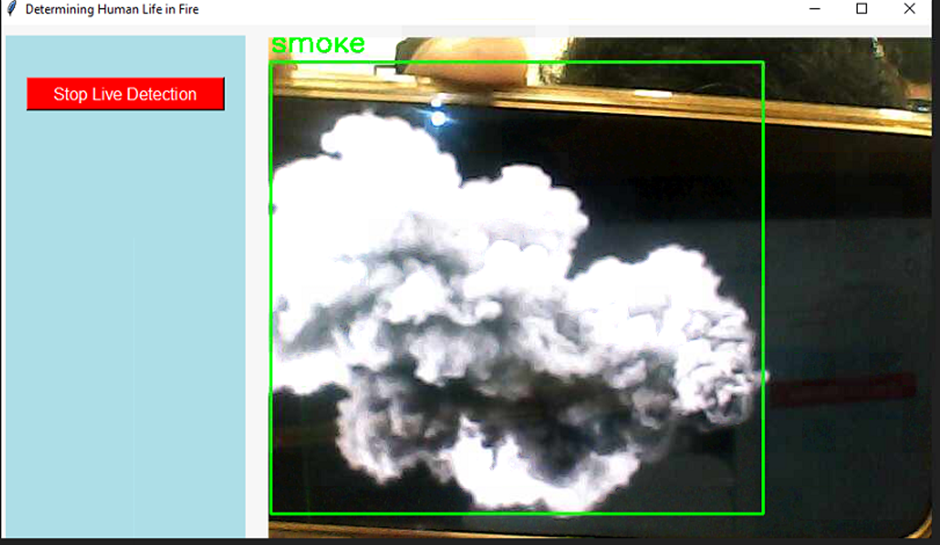 Determining Human Life in Fire
Stop Live Detection
smoke